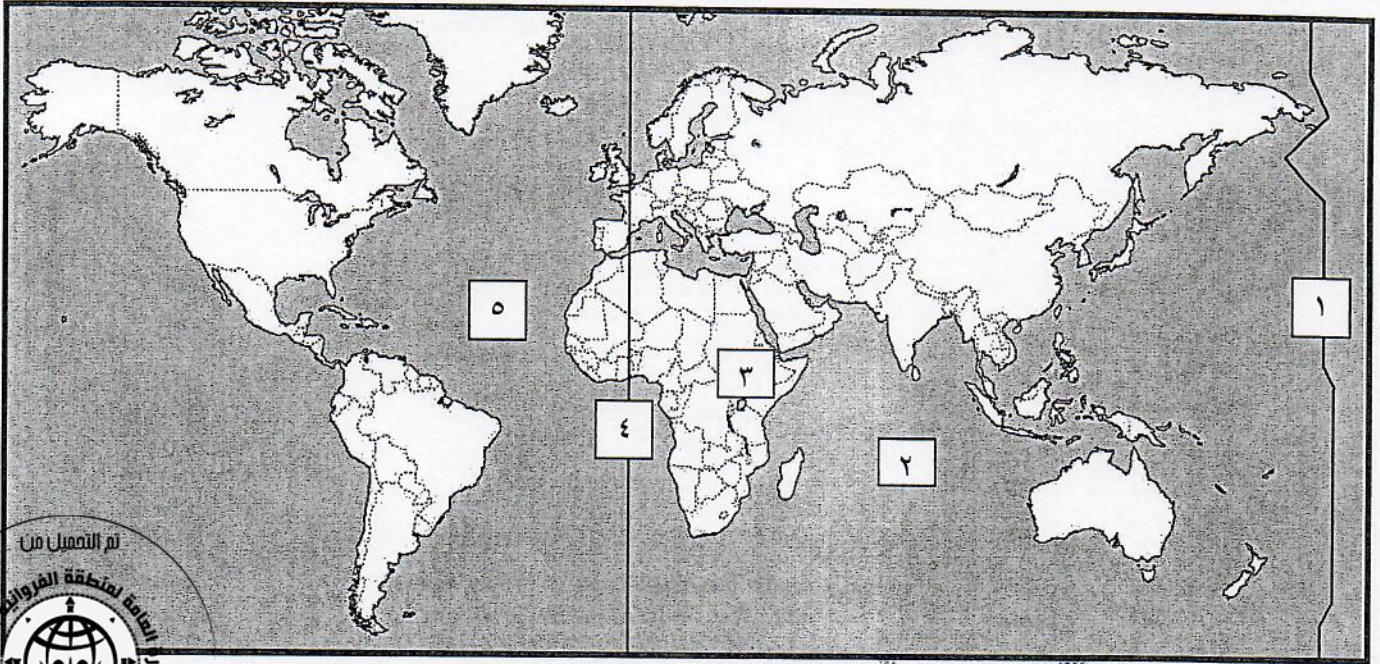 ١
٥
٣
٤
٢
تم التحميل من
العامة لمنطقة الفروانية